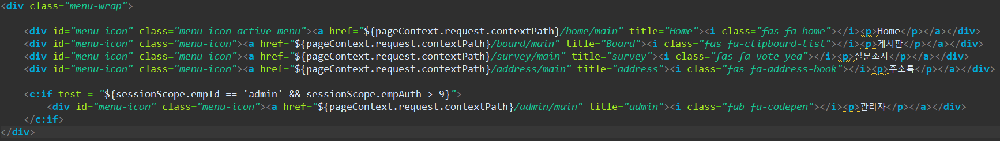 <div class="menu-wrap">
<div id="menu-icon" class="menu-icon active-menu"><a href="${pageContext.request.contextPath}/home/main" title="Home"><i class="fas fa-home"></i><p>Home</p></a></div>
<div id="menu-icon" class="menu-icon"><a href="${pageContext.request.contextPath}/board/main" title="Board"><i class="fas fa-clipboard-list"></i><p>게시판</p></a></div>
<div id="menu-icon" class="menu-icon"><a href="${pageContext.request.contextPath}/survey/main" title="survey"><i class="fas fa-vote-yea"></i><p>설문조사</p></a></div>
<div id="menu-icon" class="menu-icon"><a href="${pageContext.request.contextPath}/address/main" title="address"><i class="fas fa-address-book"></i><p>주소록</p></a></div>
<c:if test = "${sessionScope.empId == 'admin' && sessionScope.empAuth > 9}">
<div id="menu-icon" class="menu-icon"><a href="${pageContext.request.contextPath}/admin/main" title="admin"><i class="fab fa-codepen"></i><p>관리자</p></a></div>
</c:if>
</div>